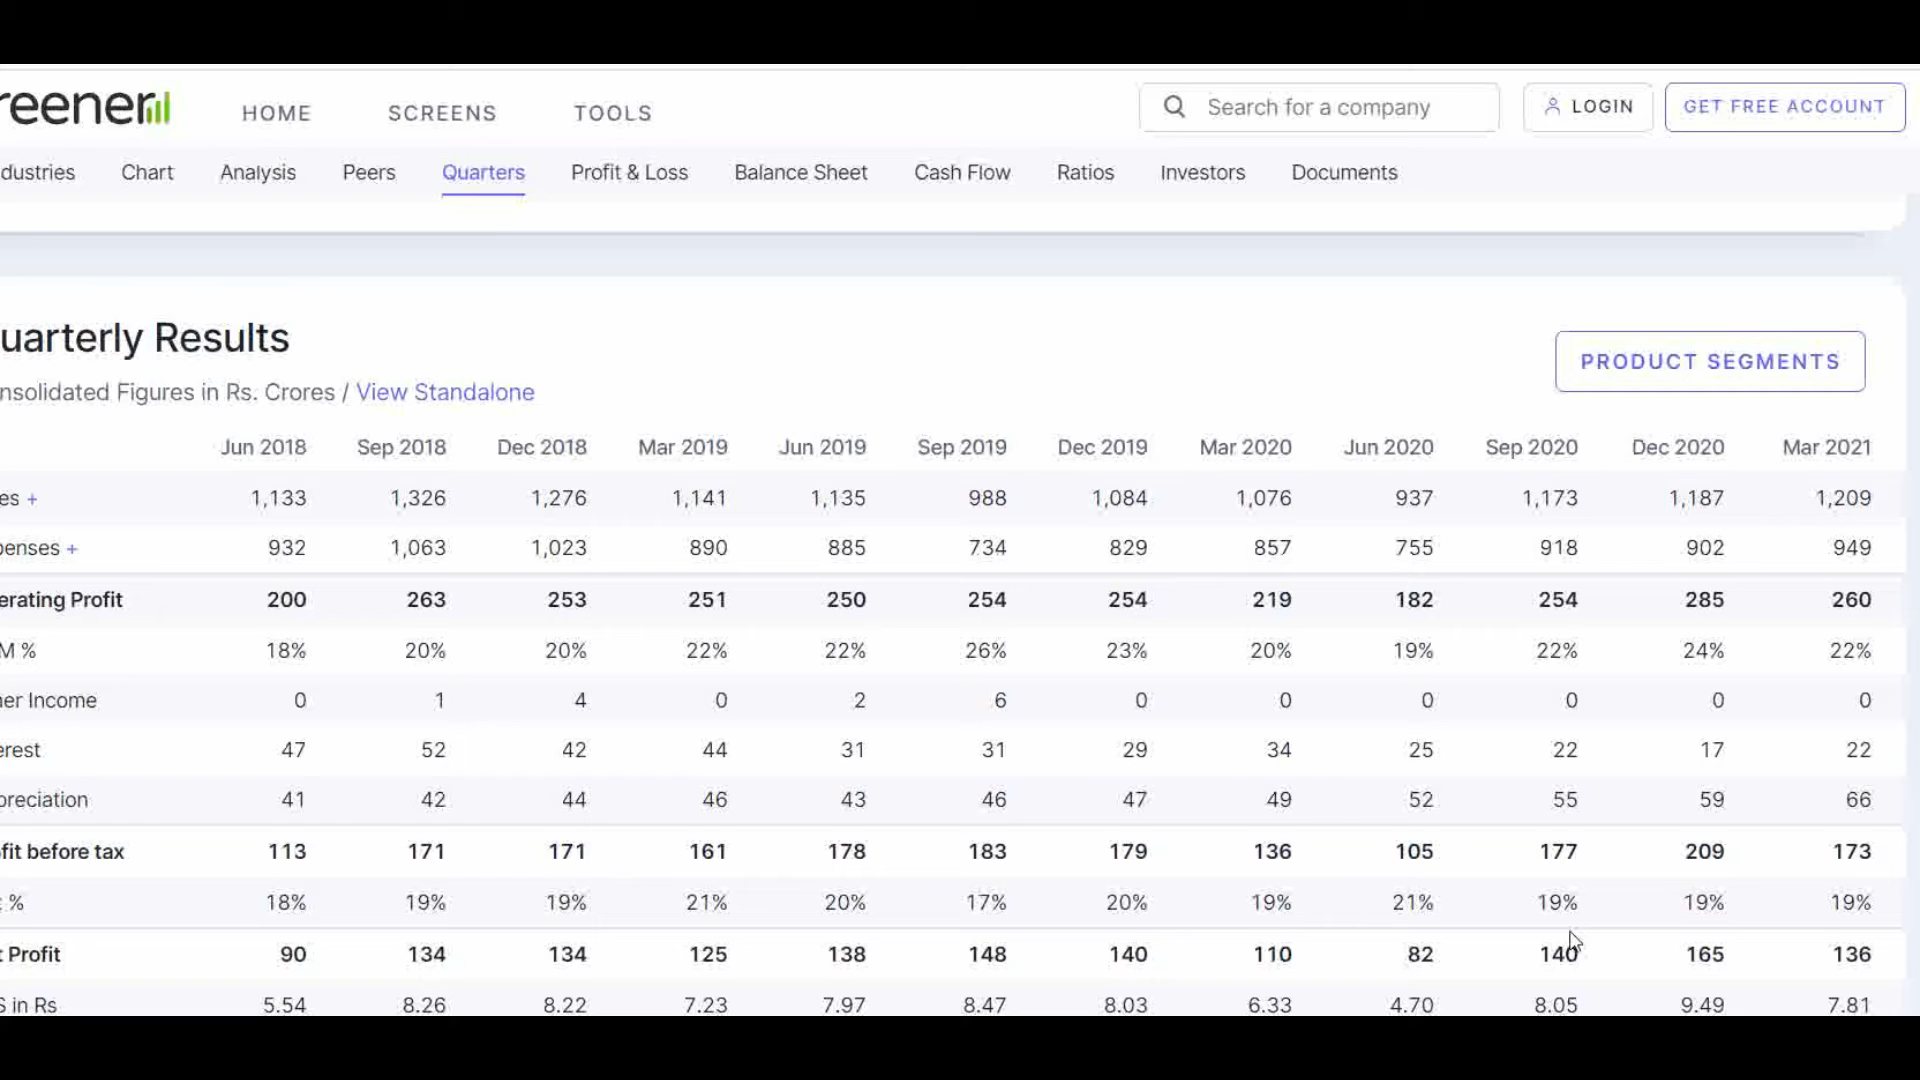 reener
HOME SCREENS TOOLS Search for a company LOGIN GET FREE ACCOUNT
dustries Chart Analysis Peers Quarters Profit & Loss Balance Sheet Cash Flow Ratios Investors Documents
uarterly Results
PRODUCT SEGMENTS
nsolidated Figures in Rs. Crores / View Standalone
Jun 2018 Sep 2018 Dec 2018 Mar 2019 Jun 2019 Sep 2019 Dec 2019 Mar 2020 Jun 2020 Sep 2020 Dec 2020 Mar 2021
es + 1,133 1,326 1,276 1,141 1,135 988 1,084 1,076 937 1,173 1,187 1,209
penses + 932 1,063 1,023 890 885 734 829 857 755 918 902 949
erating Profit 200 263 253 251 250 254 254 219 182 254 285 260
M % 18% 20% 20% 22% 22% 26% 23% 20% 19% 22% 24% 22%
er Income 0 1 4 0 2 6 0 0 0 0 0 0
erest 47 52 42 44 31 31 29 34 25 22 17 22
preciation 41 42 44 46 43 46 47 49 52 55 59 66
fit before tax 113 171 171 161 178 183 179 136 105 177 209 173
% 18% 19% 19% 21% 20% 17% 20% 19% 21% 19% 19% 19%
t Profit 90 134 134 125 138 148 140 110 82 140 165 136
S in Rs 5.54 8.26 8.22 7.23 7.97 8.47 8.03 6.33 4.70 8.05 9.49 7.81